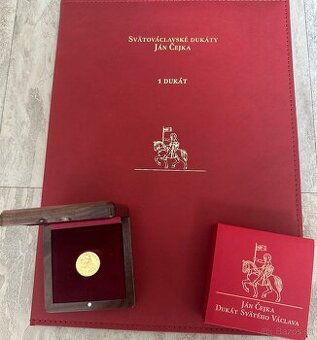 Svätováclavské dukáty
Ján Čejka
1 dukát
Ján Čejka
Dukát Svätého Václava